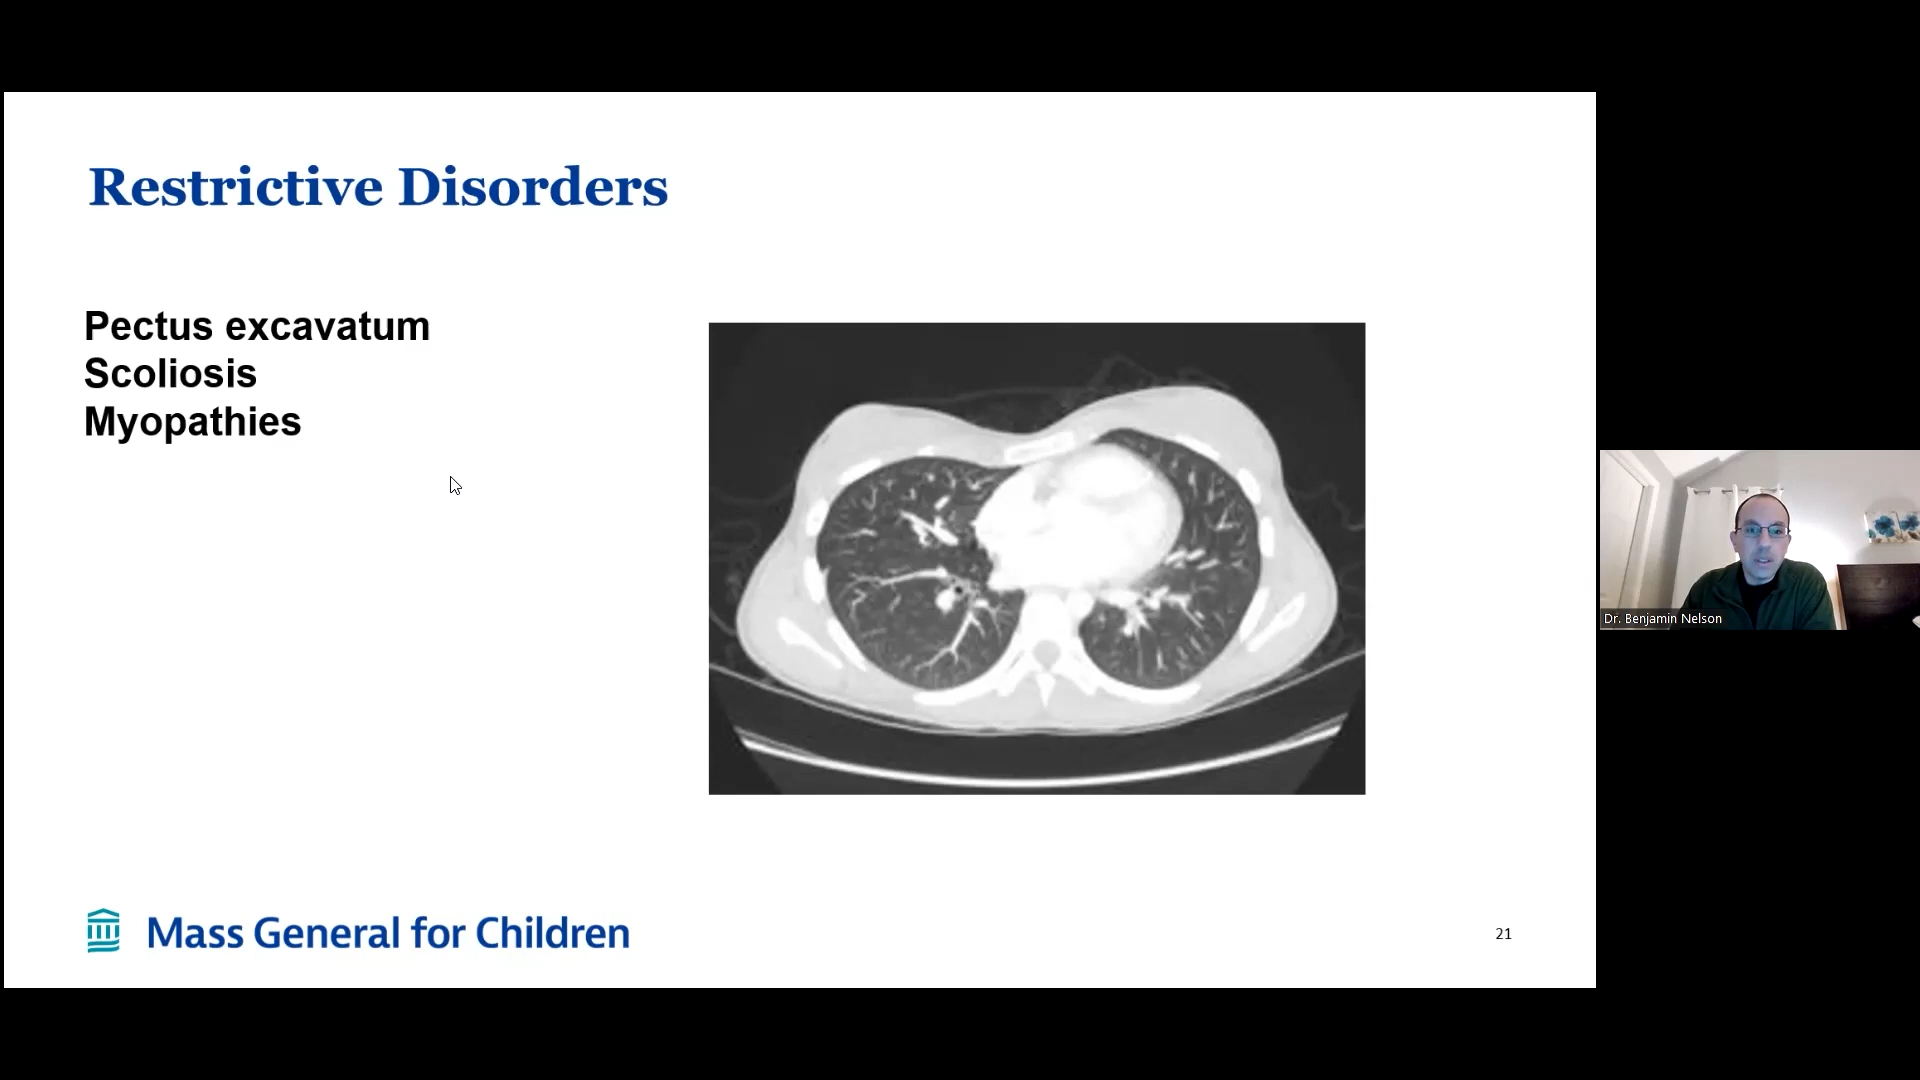 Restrictive Disorders
Pectus excavatum
Scoliosis
Myopathies
Dr. Benjamin Nelson
Mass General for Children
21